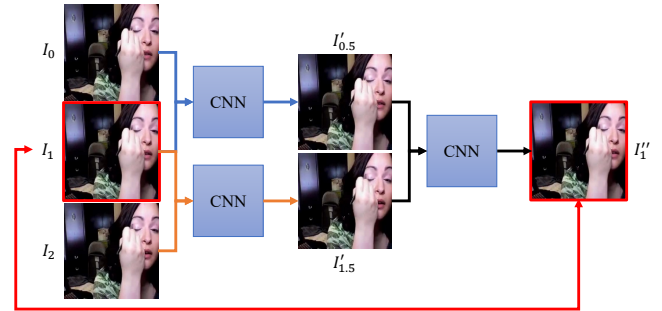 I₀
I₁
I₂
CNN
CNN
I′₀.₅
I′₁.₅
CNN
I″₁